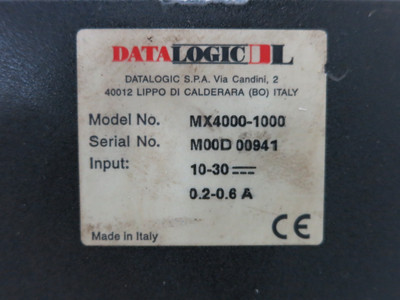 DATALOGIC DL
DATALOGIC S.P.A. Via Candini, 2
40012 LIPPO DI CALDERARA (BO) ITALY
Model No. MX4000-1000
Serial No. M00D 00941
Input: 10-30 ⎓
0.2-0.6 A
Made in Italy CE